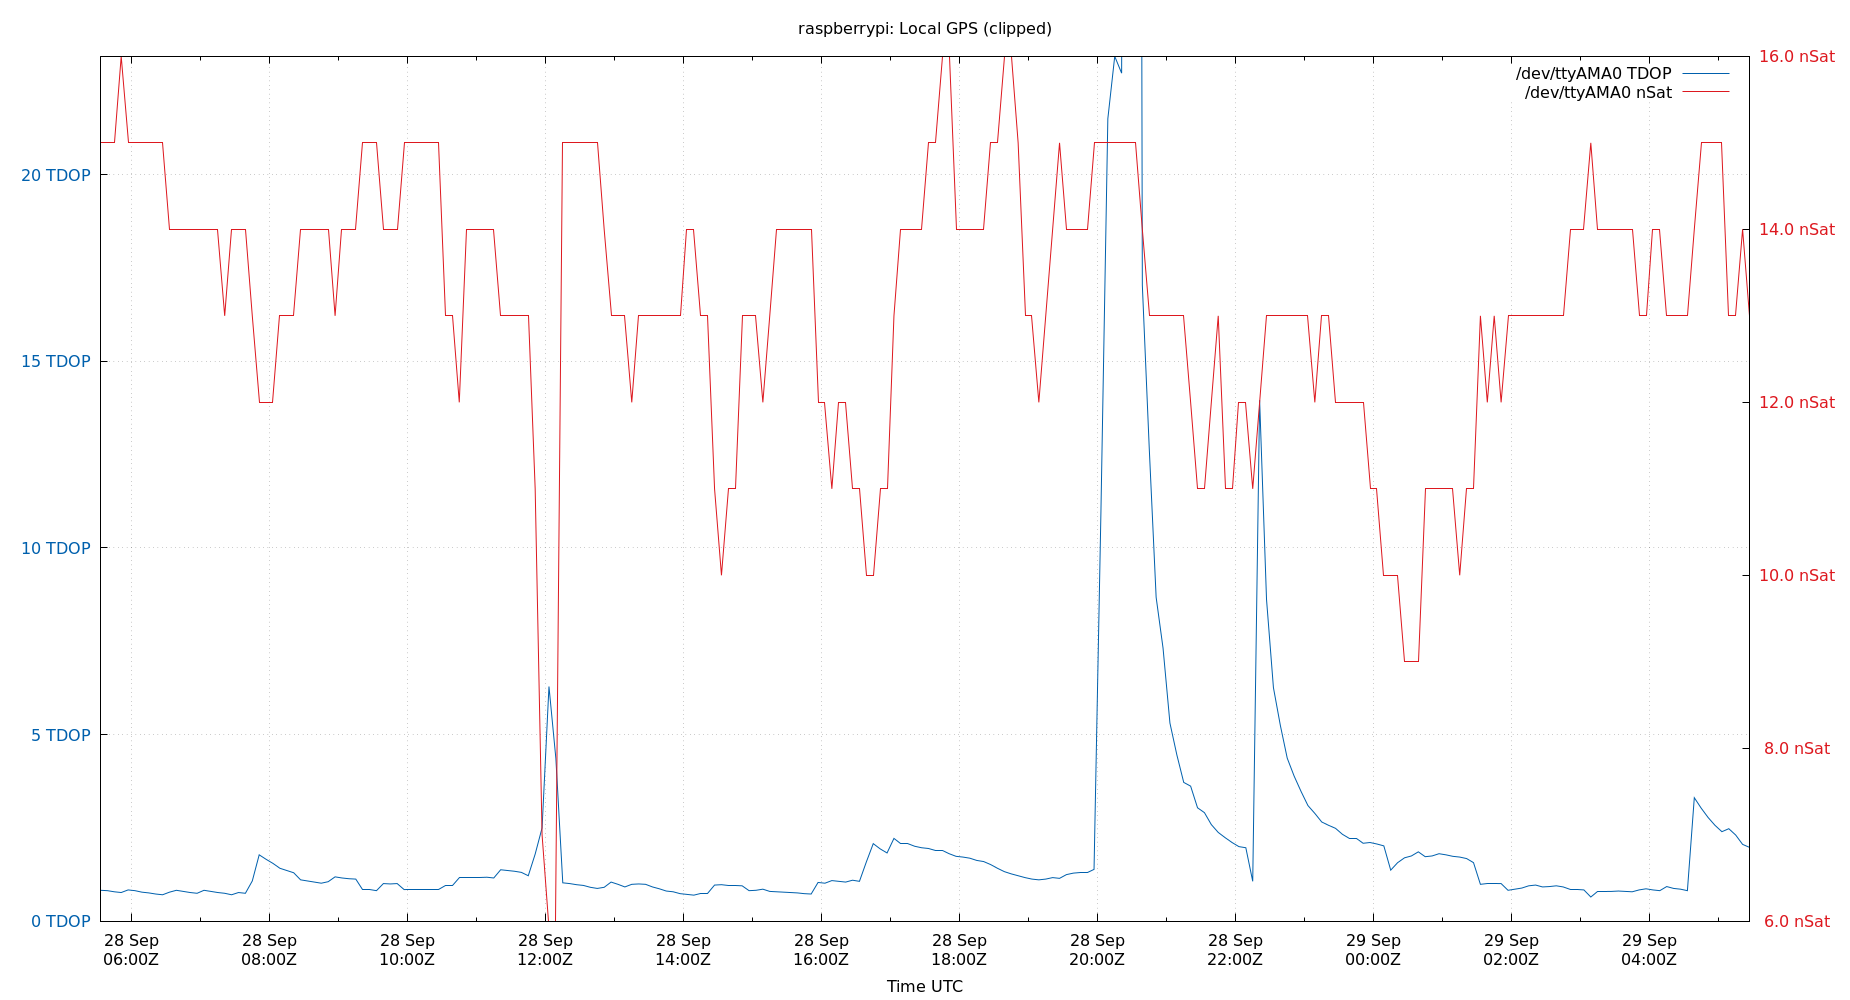 raspberrypi: Local GPS (clipped)
/dev/ttyAMA0 TDOP
/dev/ttyAMA0 nSat
20 TDOP
15 TDOP
10 TDOP
5 TDOP
0 TDOP
16.0 nSat
14.0 nSat
12.0 nSat
10.0 nSat
8.0 nSat
6.0 nSat
28 Sep 28 Sep 28 Sep 28 Sep 28 Sep 28 Sep 28 Sep 28 Sep 28 Sep 29 Sep 29 Sep 29 Sep
06:00Z 08:00Z 10:00Z 12:00Z 14:00Z 16:00Z 18:00Z 20:00Z 22:00Z 00:00Z 02:00Z 04:00Z
Time UTC